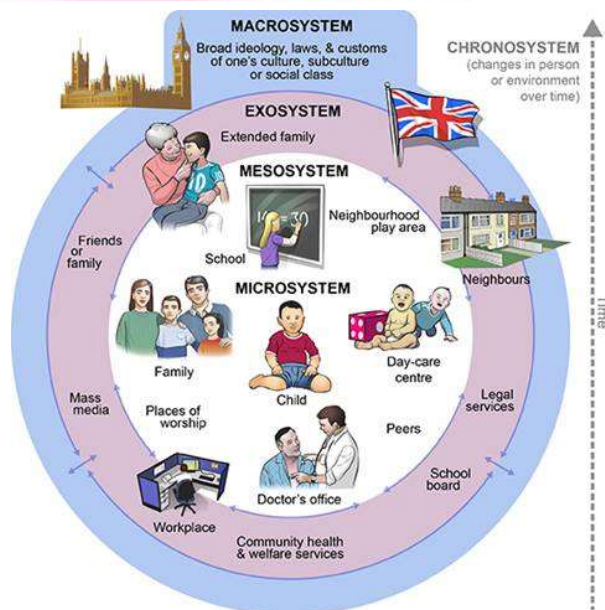 MACROSYSTEM
Broad ideology, laws, & customs
of one's culture, subculture
or social class
CHRONOSYSTEM
(changes in person
or environment
over time)
EXOSYSTEM
Extended family
MESOSYSTEM
10 = 30
Neighbourhood
play area
School
Friends
or family
Neighbours
MICROSYSTEM
Time
Family
Child
Day-care
centre
Mass
media
Places of
worship
Peers
Legal
services
School
board
Doctor's office
Workplace
Community health
& welfare services